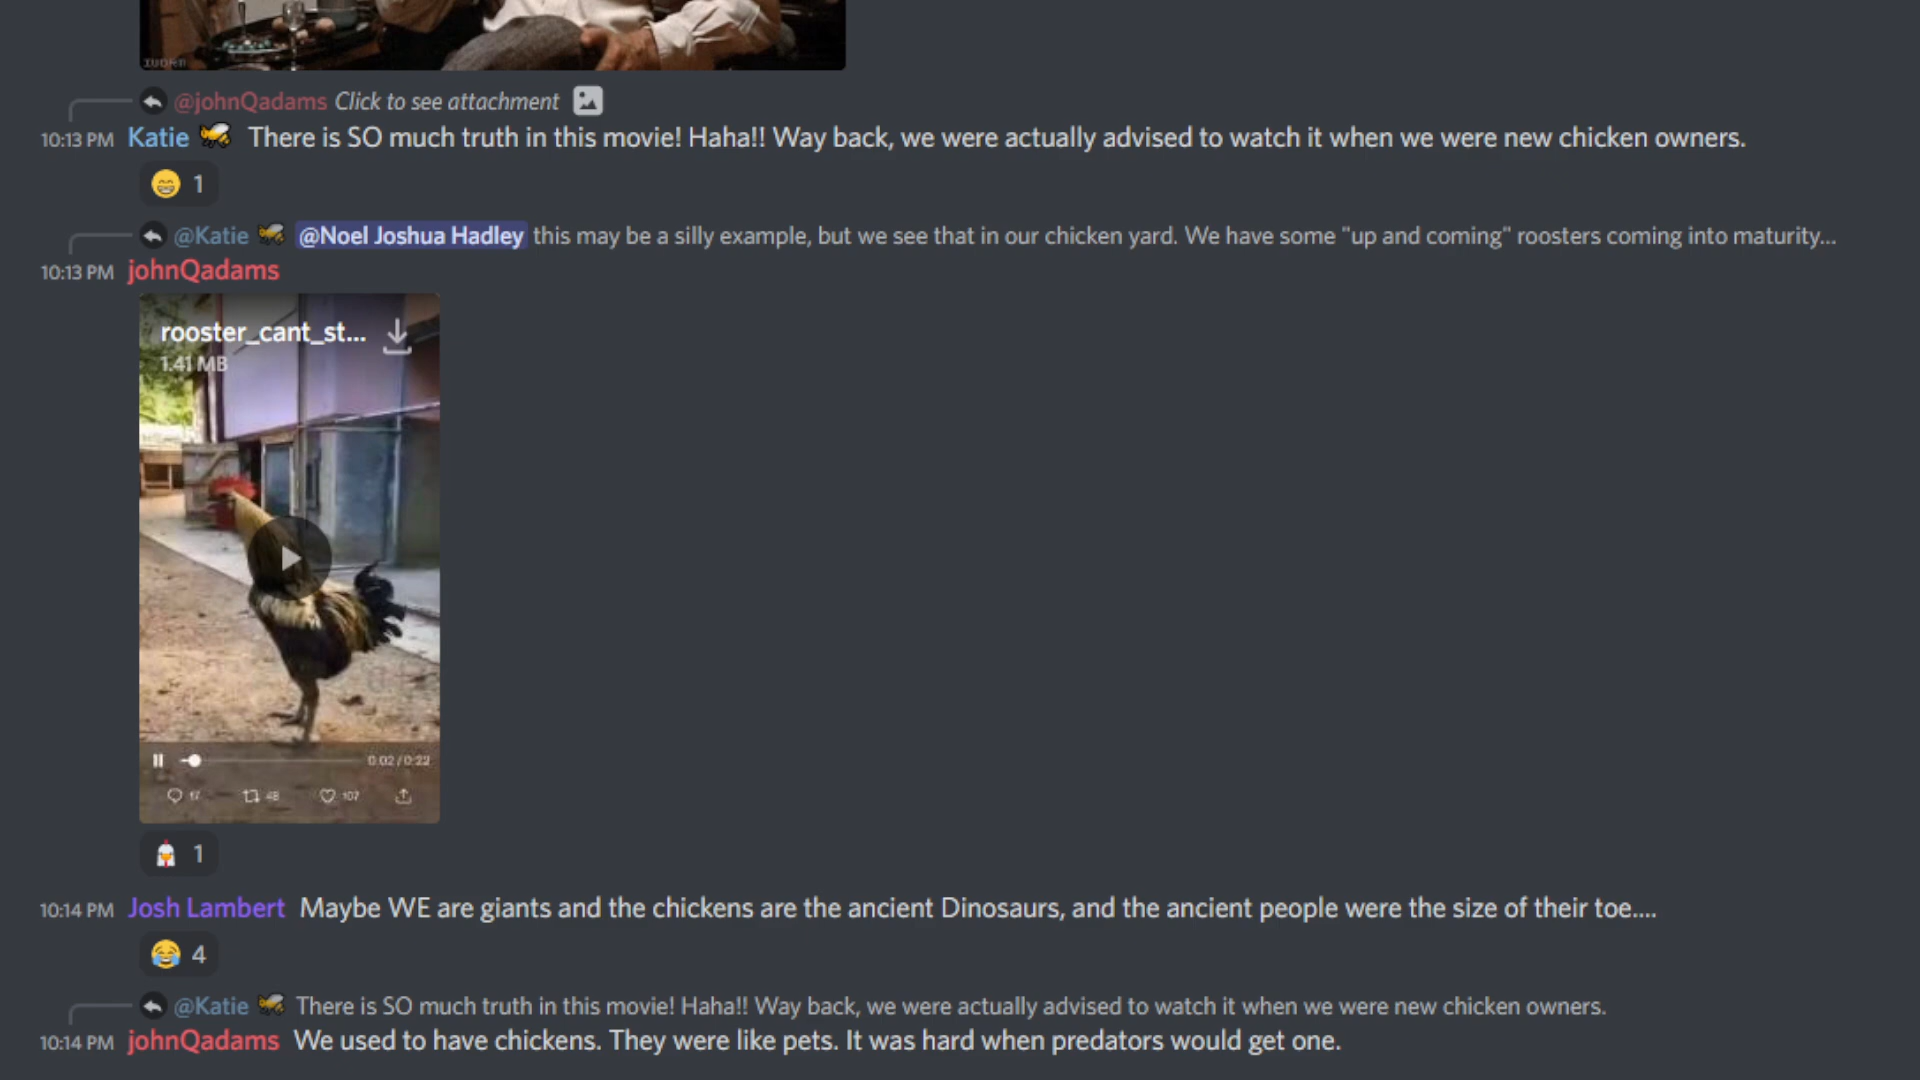 @johnQadams Click to see attachment
10:13 PM Katie There is SO much truth in this movie! Haha!! Way back, we were actually advised to watch it when we were new chicken owners.
1
@Katie @Noel Joshua Hadley this may be a silly example, but we see that in our chicken yard. We have some "up and coming" roosters coming into maturity...
10:13 PM johnQadams
rooster_cant_st...
1.41 MB
0:02 / 0:22
17 48 107
1
10:14 PM Josh Lambert Maybe WE are giants and the chickens are the ancient Dinosaurs, and the ancient people were the size of their toe....
4
@Katie There is SO much truth in this movie! Haha!! Way back, we were actually advised to watch it when we were new chicken owners.
10:14 PM johnQadams We used to have chickens. They were like pets. It was hard when predators would get one.